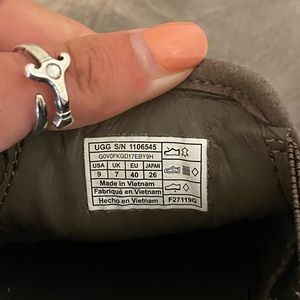 UGG S/N 1106545
G0V0FKGD17EBY9H
USA UK EU JAPAN
9 7 40 26
Made in Vietnam
Fabriqué en Vietnam
Hecho en Vietnam
F27119G